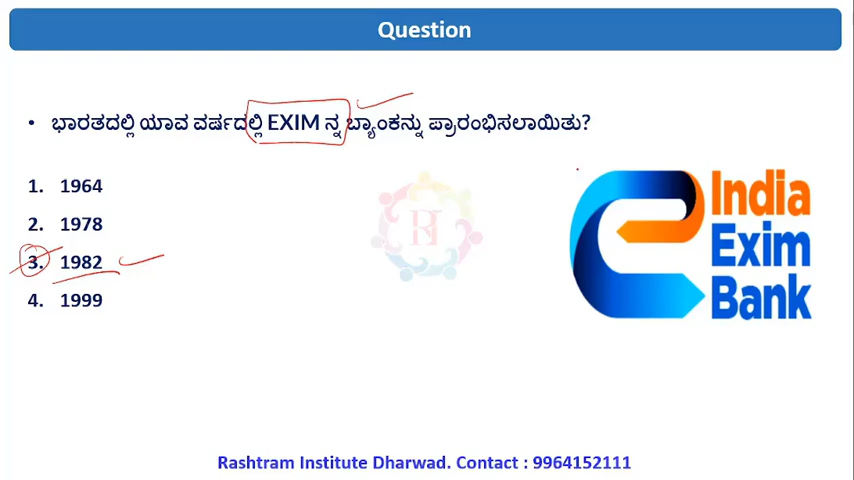 Question
• ಭಾರತದಲ್ಲಿ ಯಾವ ವರ್ಷದಲ್ಲಿ EXIM ನ್ನ ಬ್ಯಾಂಕನ್ನು ಪ್ರಾರಂಭಿಸಲಾಯಿತು?
1. 1964
2. 1978
3. 1982
4. 1999
India
Exim
Bank
Rashtram Institute Dharwad. Contact : 9964152111